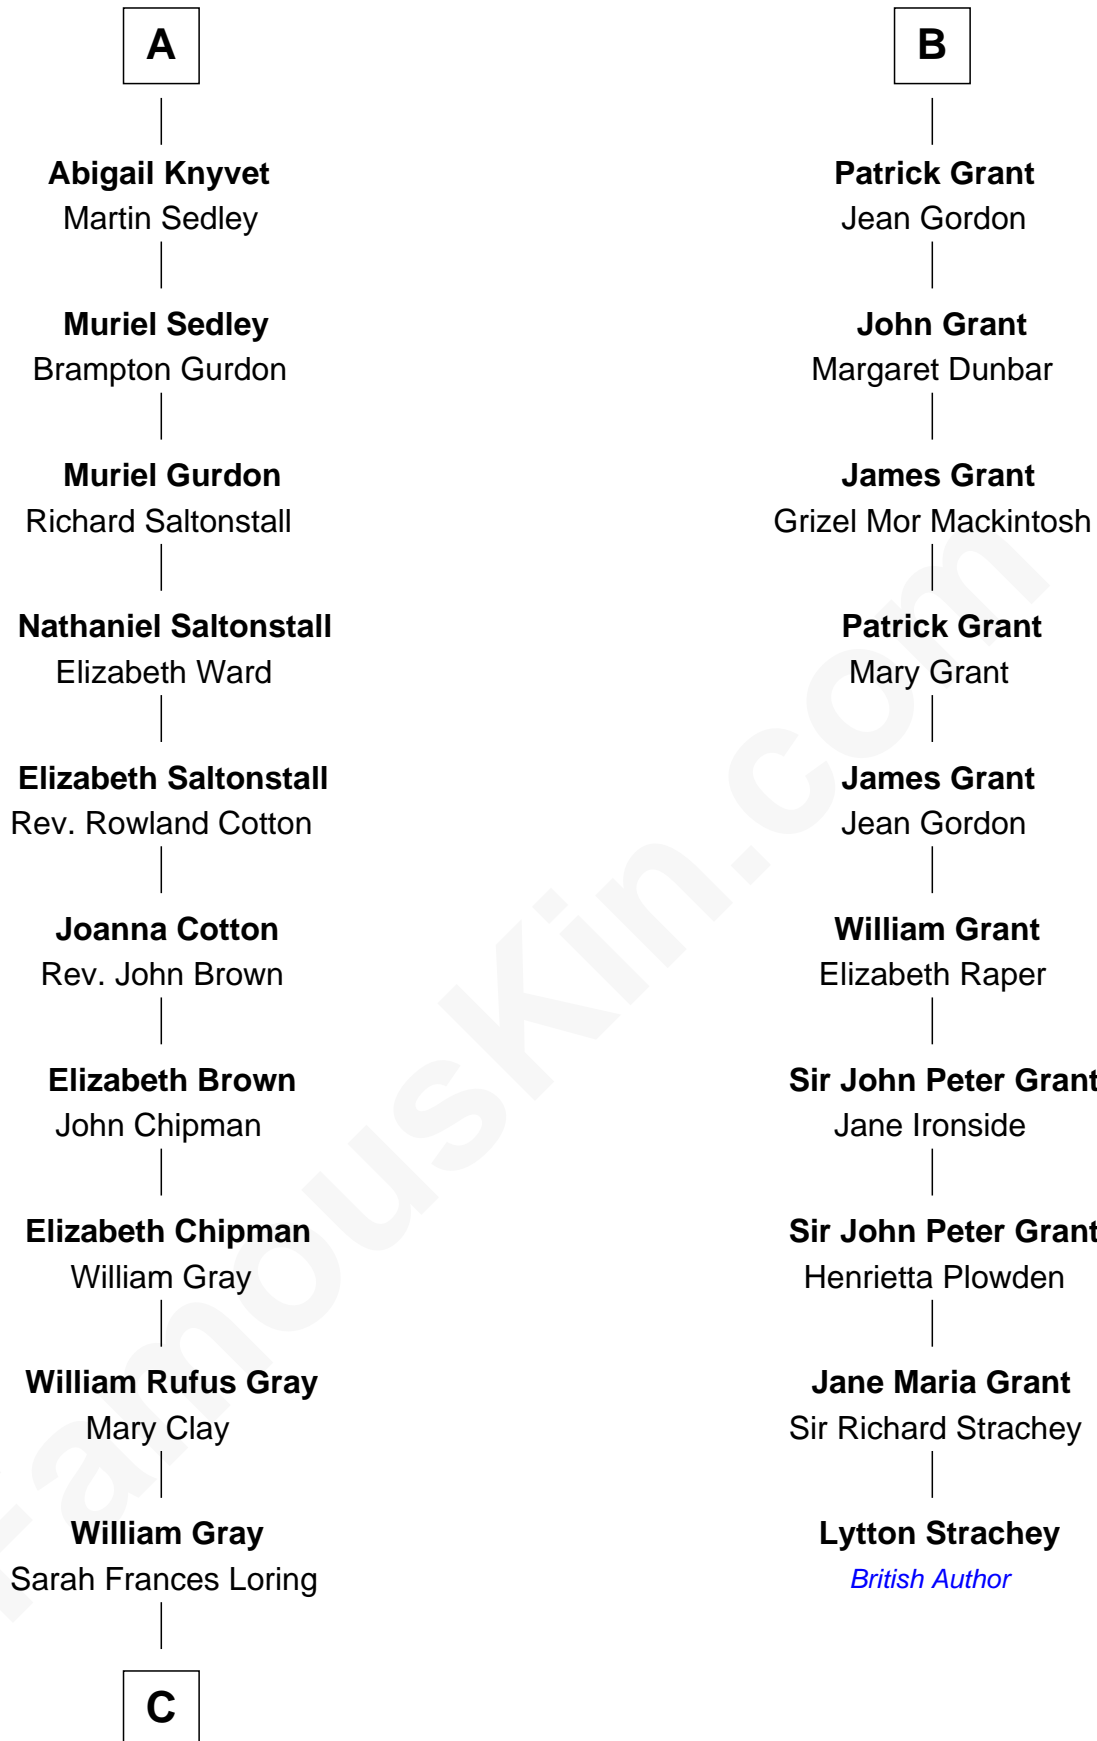 A
Abigail Knyvet
Martin Sedley
Muriel Sedley
Brampton Gurdon
Muriel Gurdon
Richard Saltonstall
Nathaniel Saltonstall
Elizabeth Ward
Elizabeth Saltonstall
Rev. Rowland Cotton
Joanna Cotton
Rev. John Brown
Elizabeth Brown
John Chipman
Elizabeth Chipman
William Gray
William Rufus Gray
Mary Clay
William Gray
Sarah Frances Loring
C
B
Patrick Grant
Jean Gordon
John Grant
Margaret Dunbar
James Grant
Grizel Mor Mackintosh
Patrick Grant
Mary Grant
James Grant
Jean Gordon
William Grant
Elizabeth Raper
Sir John Peter Grant
Jane Ironside
Sir John Peter Grant
Henrietta Plowden
Jane Maria Grant
Sir Richard Strachey
Lytton Strachey
British Author
FamousKin.com